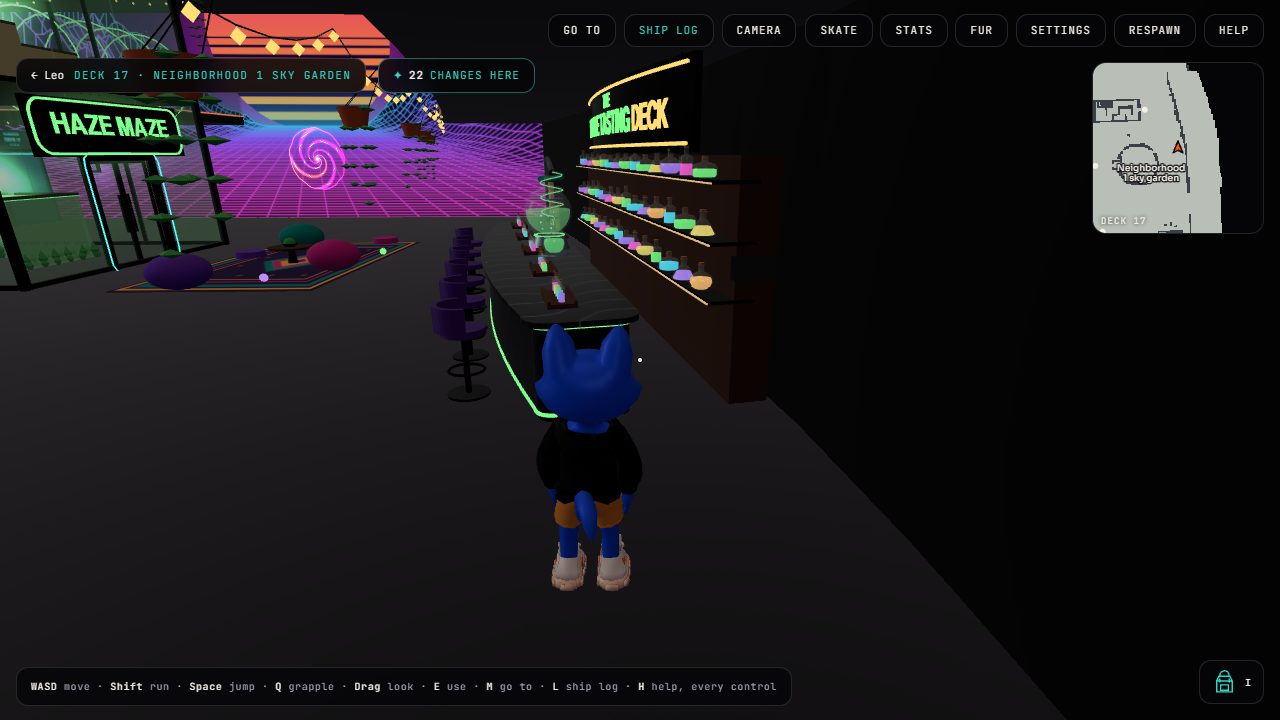 GO TO
SHIP LOG
CAMERA
SKATE
STATS
FUR
SETTINGS
RESPAWN
HELP
← Leo DECK 17 · NEIGHBORHOOD 1 SKY GARDEN
✦ 22 CHANGES HERE
HAZE MAZE
THE
TASTING DECK
Neighborhood
1 sky garden
DECK 17
WASD move · Shift run · Space jump · Q grapple · Drag look · E use · M go to · L ship log · H help, every control
I